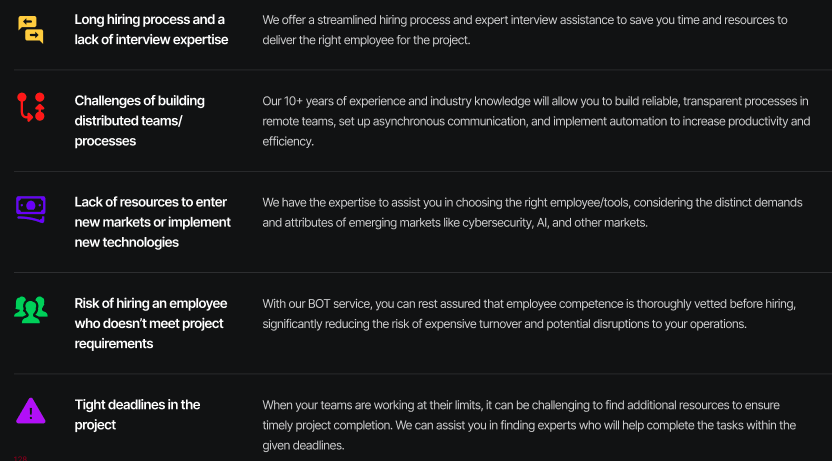 Long hiring process and a
lack of interview expertise
We offer a streamlined hiring process and expert interview assistance to save you time and resources to
deliver the right employee for the project.
Challenges of building
distributed teams/
processes
Our 10+ years of experience and industry knowledge will allow you to build reliable, transparent processes in
remote teams, set up asynchronous communication, and implement automation to increase productivity and
efficiency.
Lack of resources to enter
new markets or implement
new technologies
We have the expertise to assist you in choosing the right employee/tools, considering the distinct demands
and attributes of emerging markets like cybersecurity, AI, and other markets.
Risk of hiring an employee
who doesn't meet project
requirements
With our BOT service, you can rest assured that employee competence is thoroughly vetted before hiring,
significantly reducing the risk of expensive turnover and potential disruptions to your operations.
Tight deadlines in the
project
When your teams are working at their limits, it can be challenging to find additional resources to ensure
timely project completion. We can assist you in finding experts who will help complete the tasks within the
given deadlines.